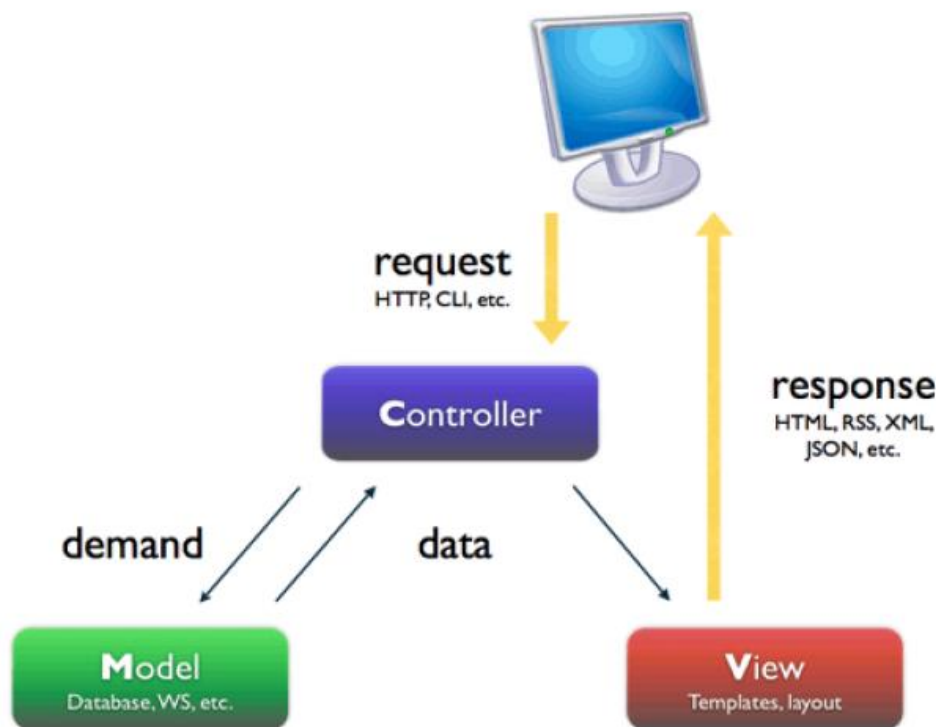 request
HTTP, CLI, etc.
Controller
response
HTML, RSS, XML,
JSON, etc.
demand
data
Model
Database, WS, etc.
View
Templates, layout